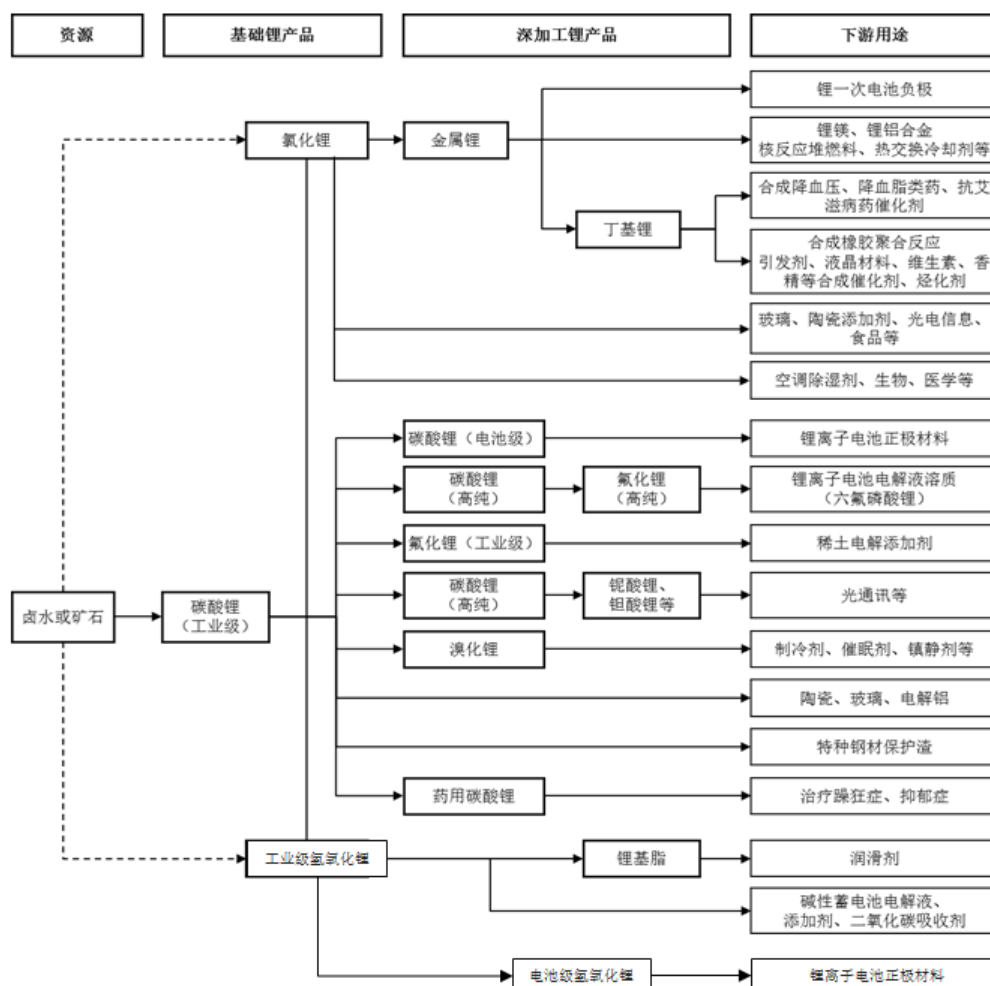 资源
基础锂产品
深加工锂产品
下游用途
锂一次电池负极
氯化锂
金属锂
锂镁、锂铝合金
核反应堆燃料、热交换冷却剂等
丁基锂
合成降血压、降血脂类药、抗艾
滋病药催化剂
合成橡胶聚合反应
引发剂、液晶材料、维生素、香
精等合成催化剂、烃化剂
玻璃、陶瓷添加剂、光电信息、
食品等
空调除湿剂、生物、医学等
碳酸锂（电池级）
锂离子电池正极材料
碳酸锂
（高纯）
氟化锂
（高纯）
锂离子电池电解液溶质
（六氟磷酸锂）
氟化锂（工业级）
稀土电解添加剂
卤水或矿石
碳酸锂
（工业级）
碳酸锂
（高纯）
铌酸锂、
钽酸锂等
光通讯等
溴化锂
制冷剂、催眠剂、镇静剂等
陶瓷、玻璃、电解铝
特种钢材保护渣
药用碳酸锂
治疗躁狂症、抑郁症
工业级氢氧化锂
锂基脂
润滑剂
碱性蓄电池电解液、
添加剂、二氧化碳吸收剂
电池级氢氧化锂
锂离子电池正极材料